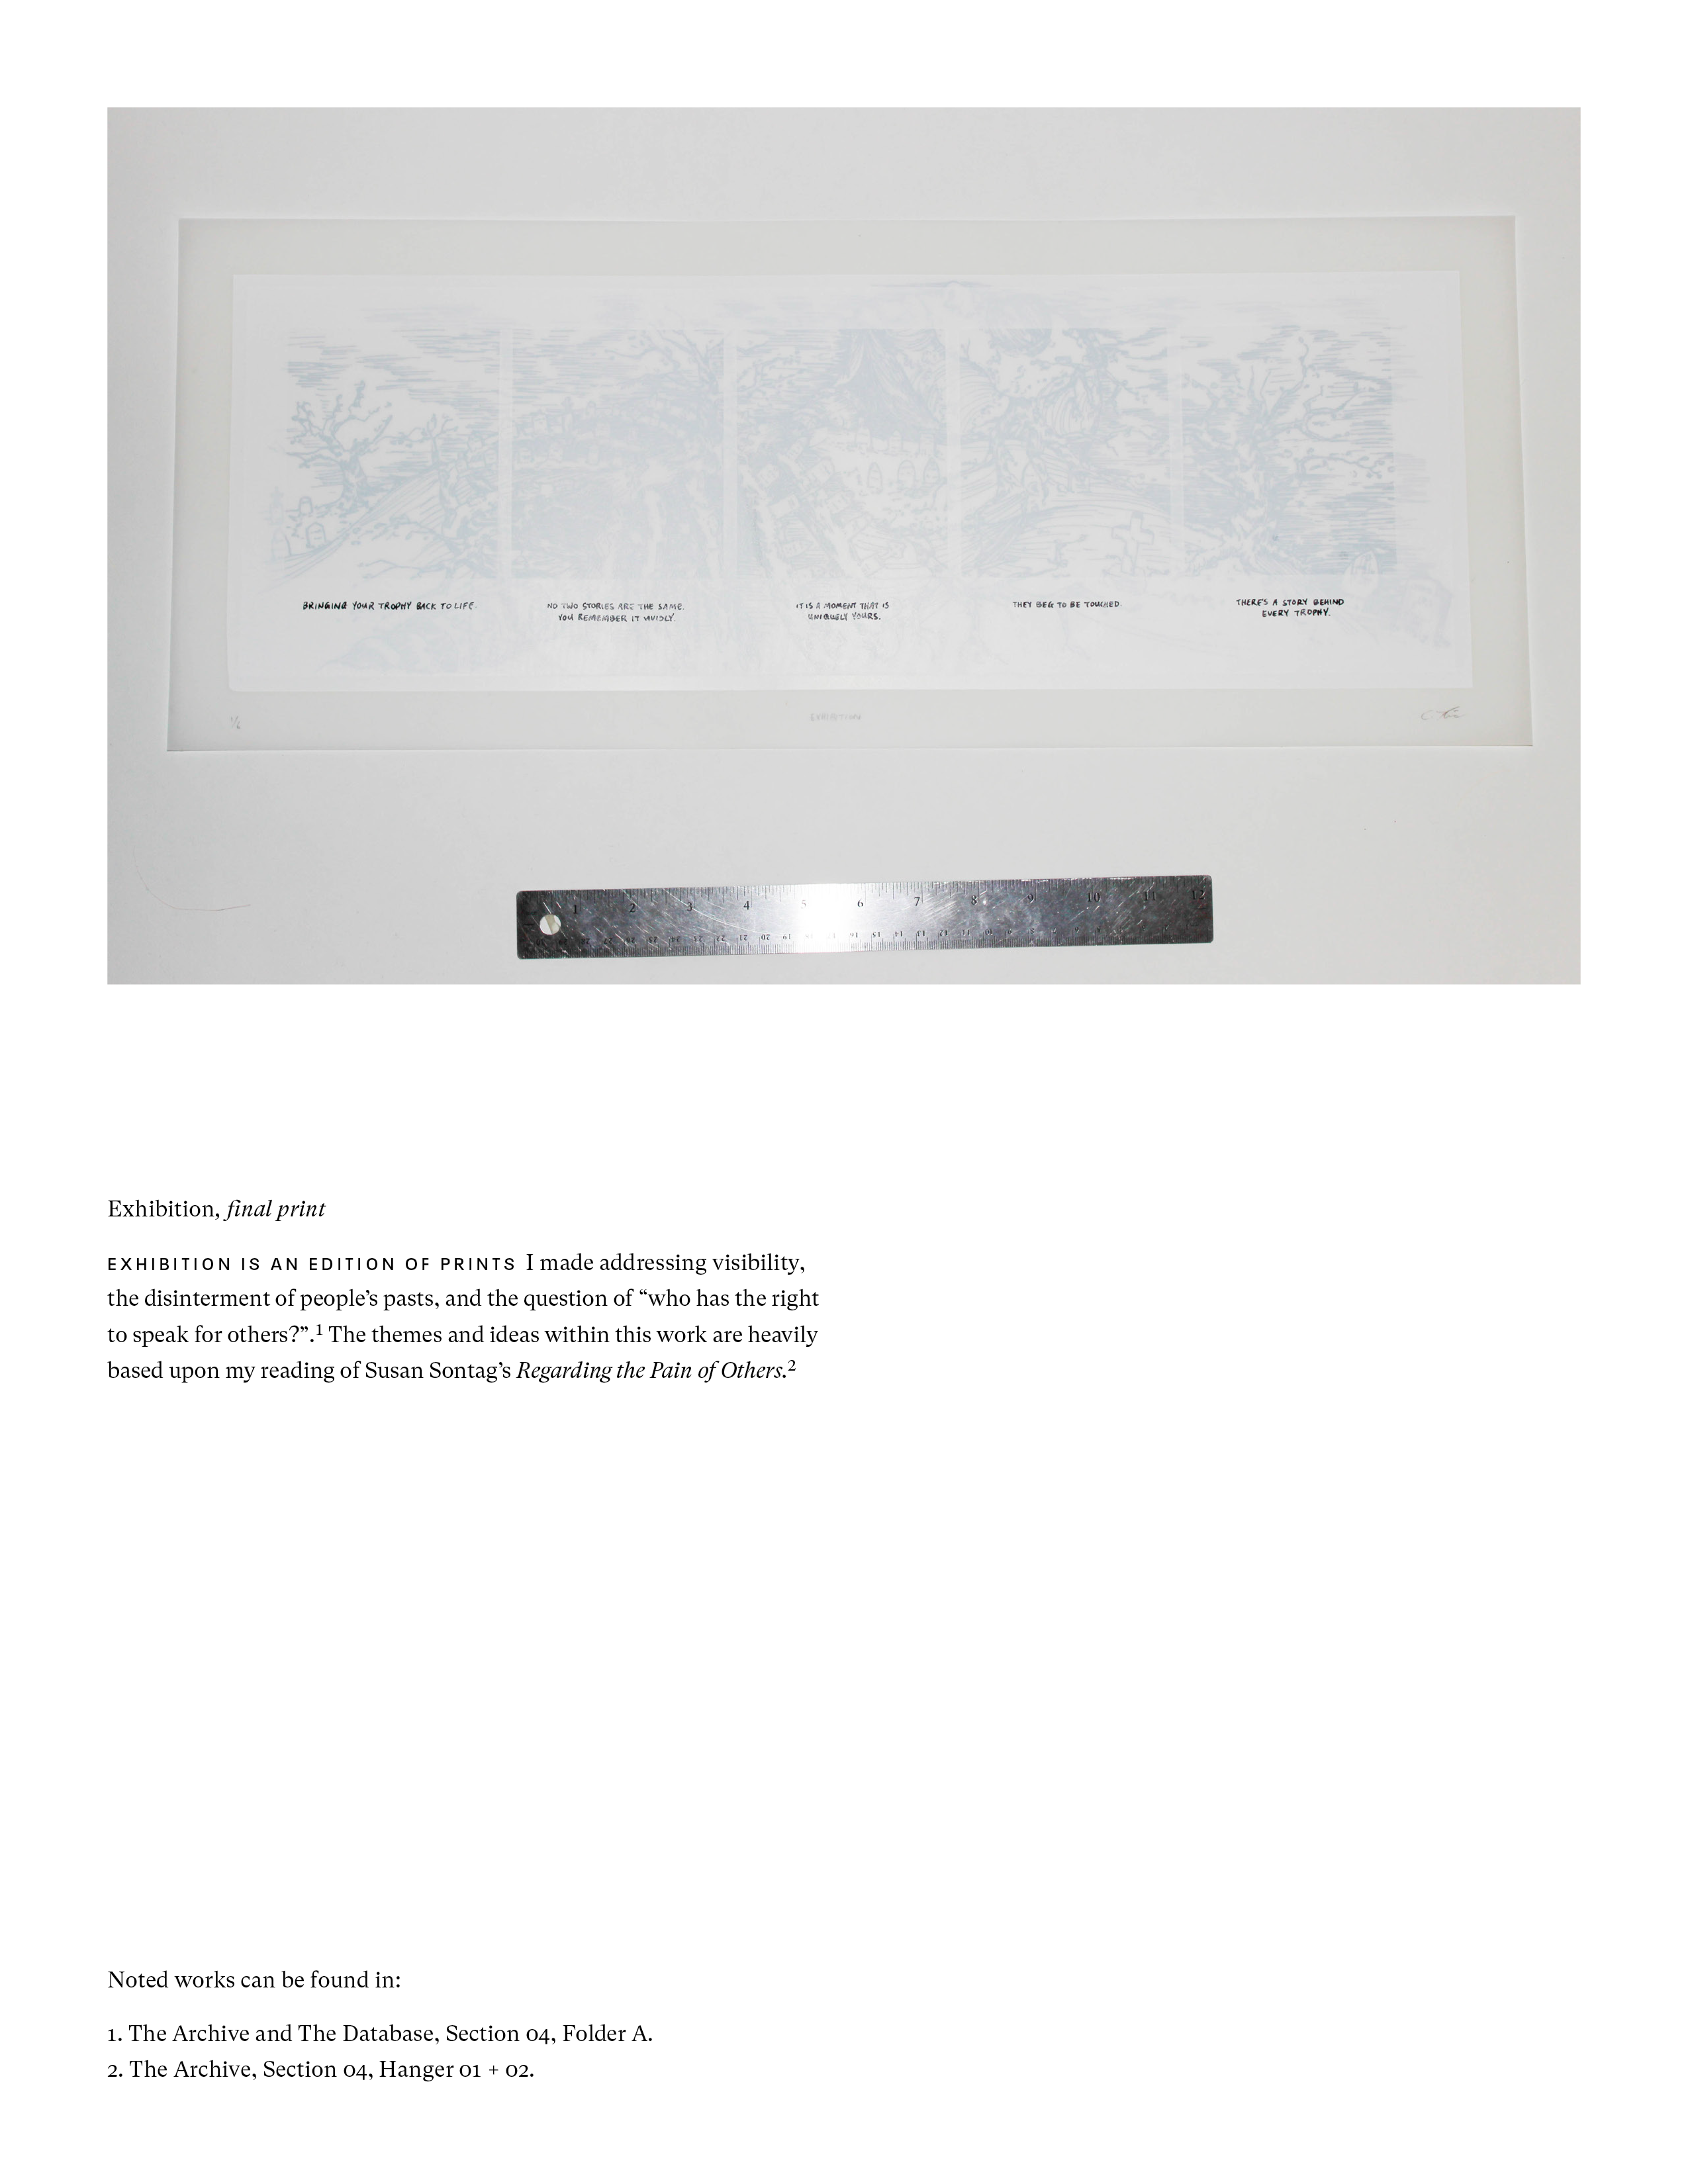 BRINGING YOUR TROPHY BACK TO LIFE.
NO TWO STORIES ARE THE SAME.
YOU REMEMBER IT VIVIDLY.
IT IS A MOMENT THAT IS
UNIQUELY YOURS.
THEY BEG TO BE TOUCHED.
THERE'S A STORY BEHIND
EVERY TROPHY.
EXHIBITION
1 2 3 4 5 6 7 8 9 10 11 12
Exhibition, final print
EXHIBITION IS AN EDITION OF PRINTS I made addressing visibility,
the disinterment of people’s pasts, and the question of “who has the right
to speak for others?”.1 The themes and ideas within this work are heavily
based upon my reading of Susan Sontag’s Regarding the Pain of Others.2
Noted works can be found in:
1. The Archive and The Database, Section 04, Folder A.
2. The Archive, Section 04, Hanger 01 + 02.